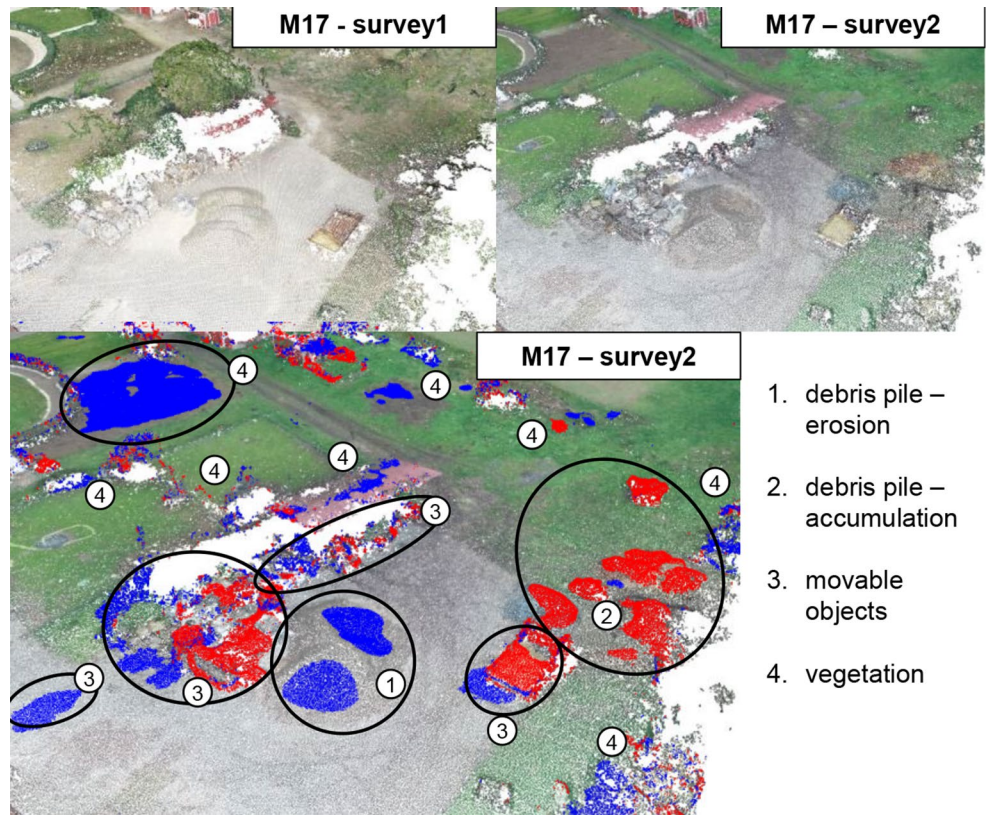 M17 - survey1
M17 – survey2
M17 – survey2
4
4
4
4
4
4
4
3
3
3
3
1
2
4
1. debris pile –
erosion
2. debris pile –
accumulation
3. movable
objects
4. vegetation